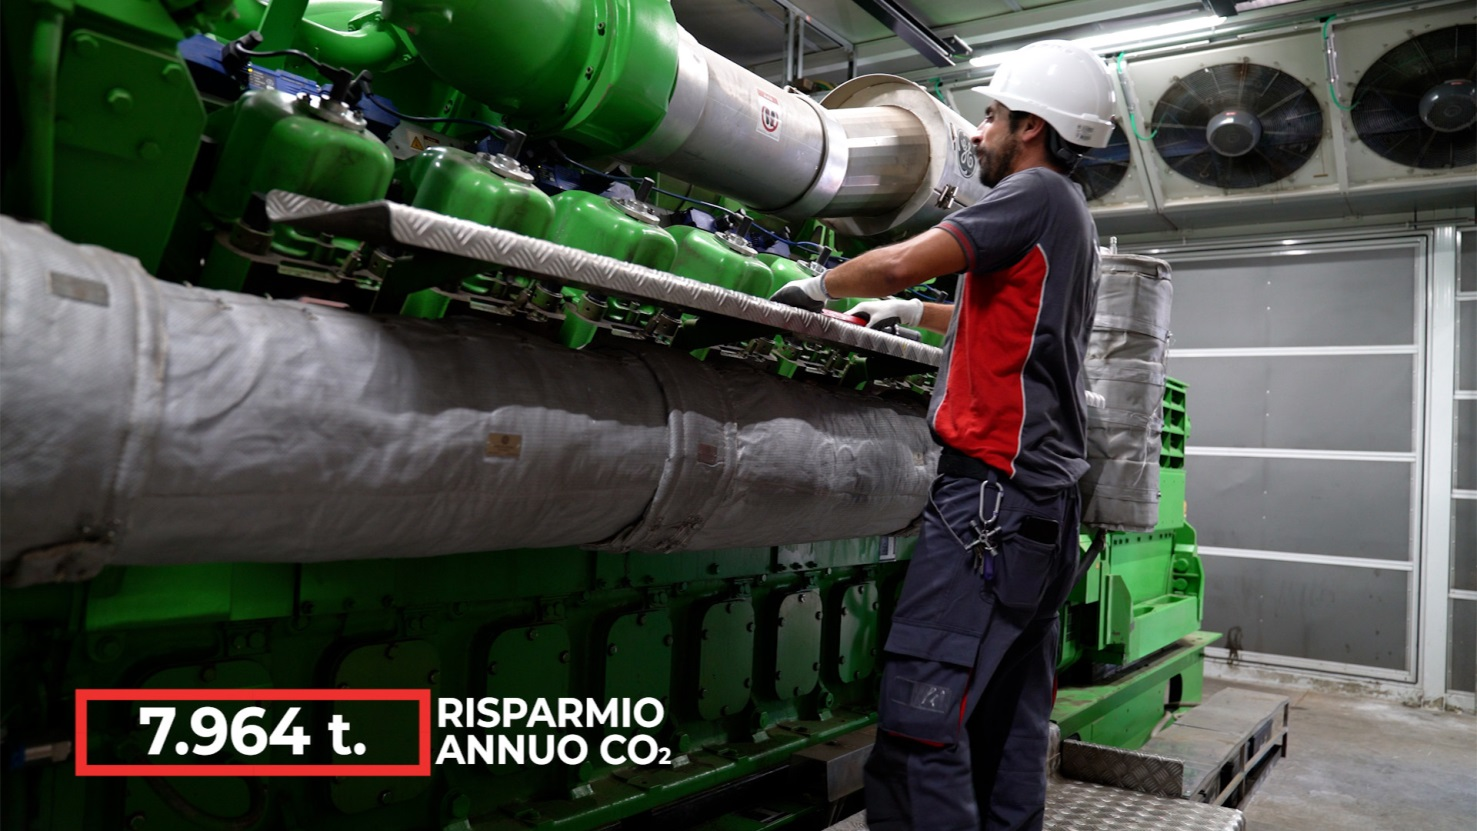 7.964 t.
RISPARMIO
ANNUO CO₂